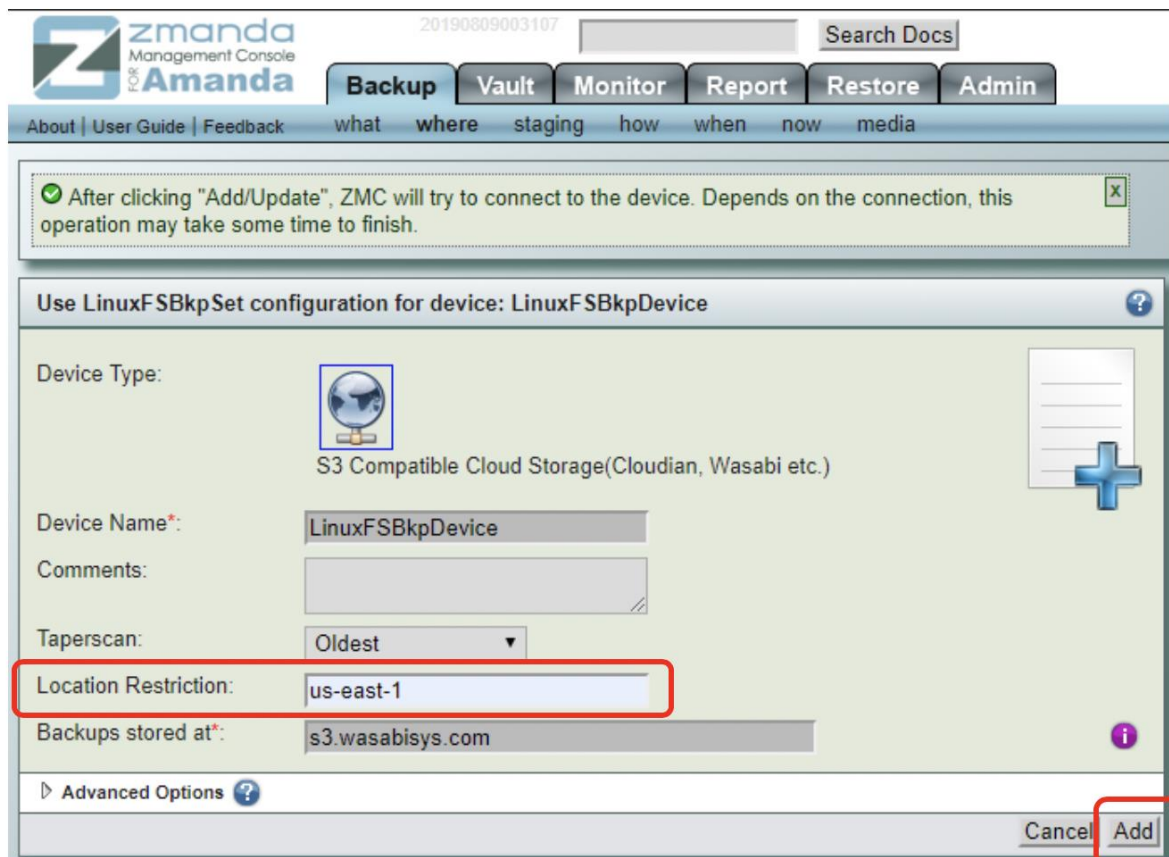 20190809003107
zmanda
Management Console
FOR Amanda
Search Docs
Backup Vault Monitor Report Restore Admin
About | User Guide | Feedback what where staging how when now media
After clicking "Add/Update", ZMC will try to connect to the device. Depends on the connection, this
operation may take some time to finish.
x
Use LinuxFSBkpSet configuration for device: LinuxFSBkpDevice ?
Device Type:
S3 Compatible Cloud Storage(Cloudian, Wasabi etc.)
Device Name*: LinuxFSBkpDevice
Comments:
Taperscan: Oldest
Location Restriction: us-east-1
Backups stored at*: s3.wasabisys.com i
Advanced Options ?
Cancel Add